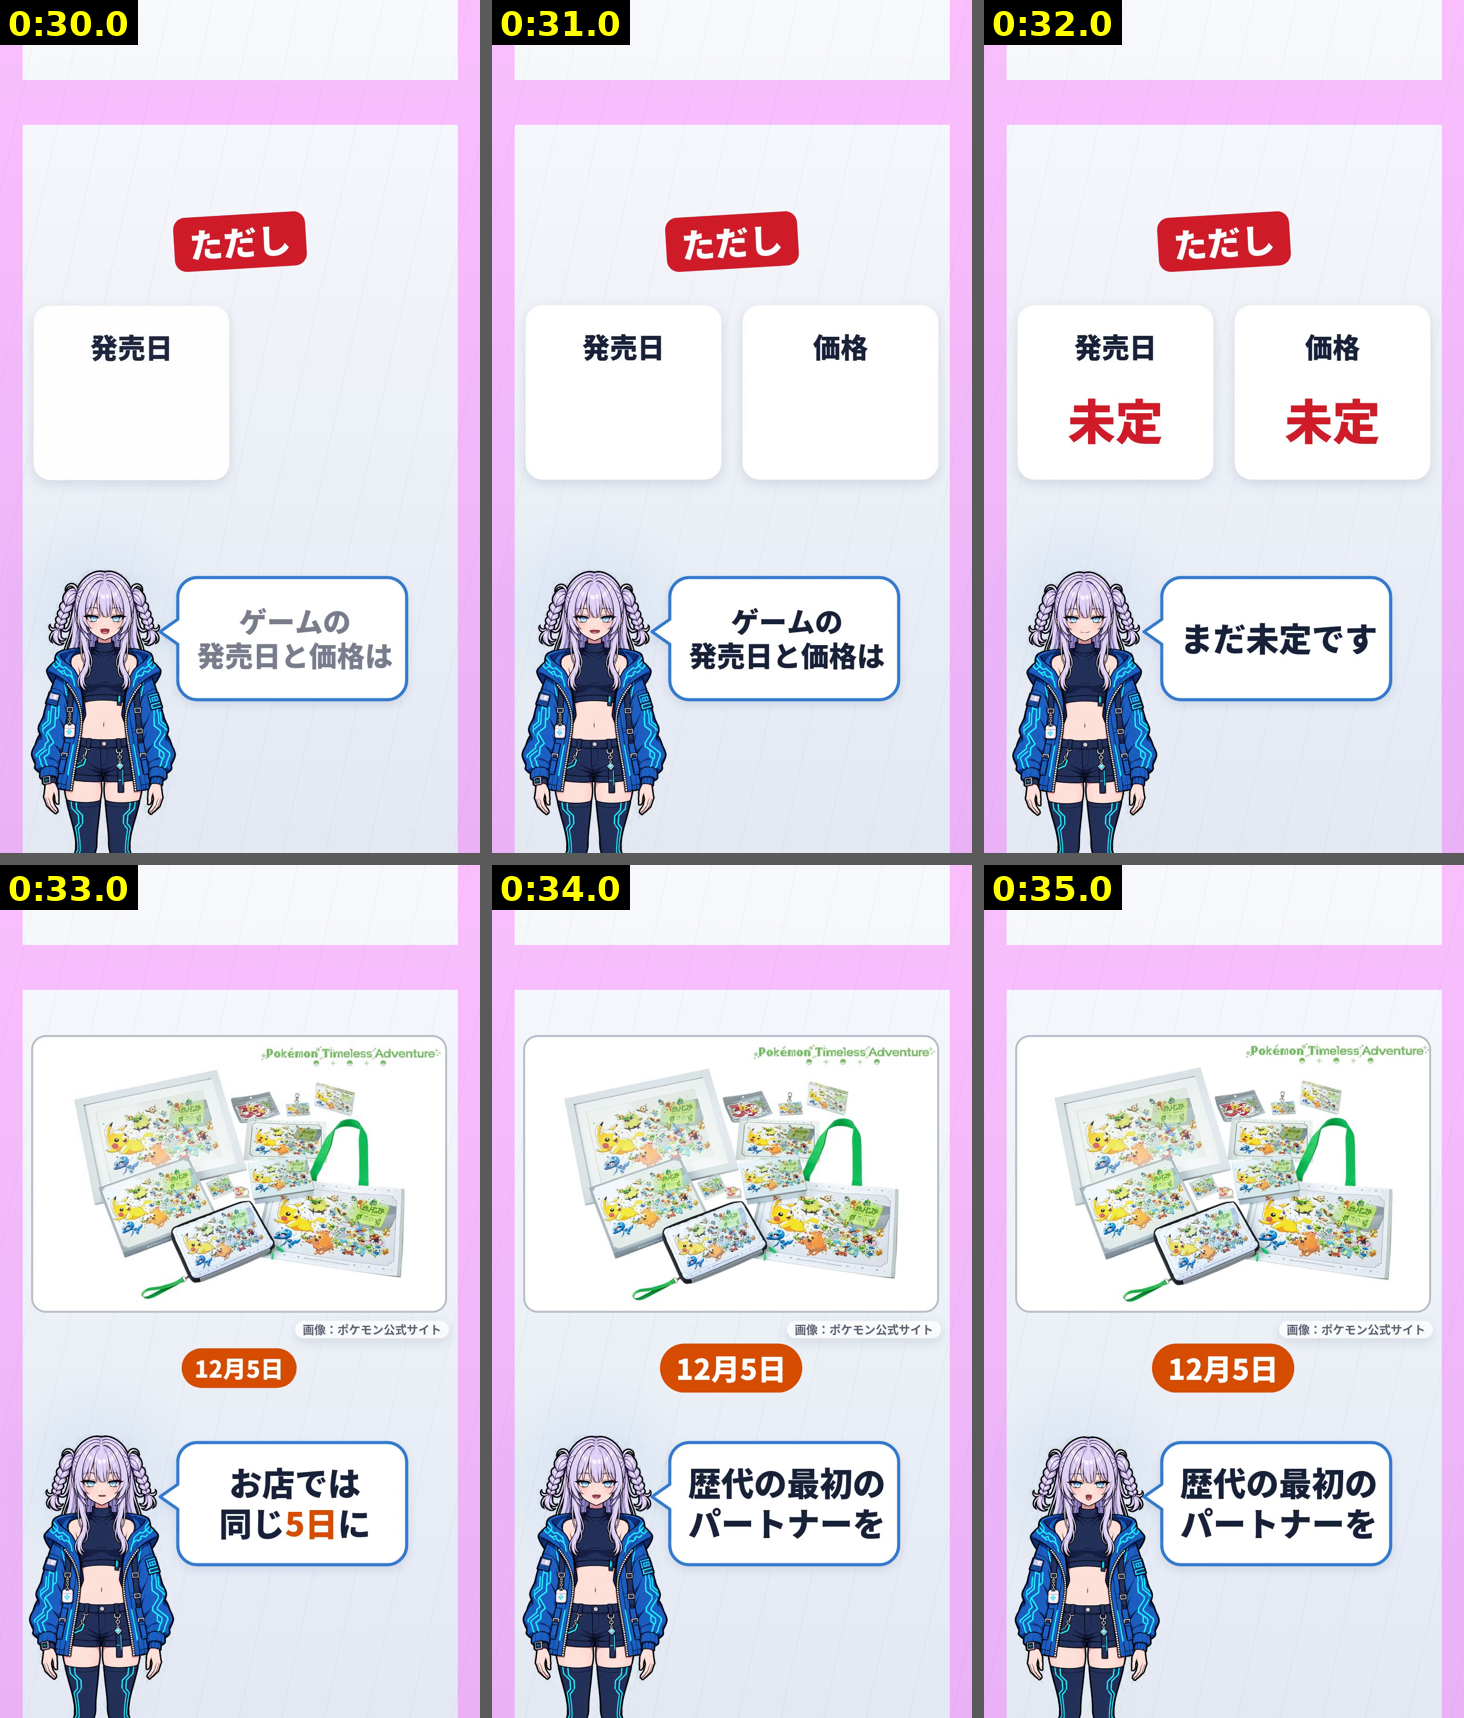 0:30.0
ただし
発売日
ゲームの
発売日と価格は
0:31.0
ただし
発売日
価格
ゲームの
発売日と価格は
0:32.0
ただし
発売日
価格
未定
未定
まだ未定です
0:33.0
Pokémon Timeless Adventure
画像：ポケモン公式サイト
12月5日
お店では
同じ5日に
0:34.0
Pokémon Timeless Adventure
画像：ポケモン公式サイト
12月5日
歴代の最初の
パートナーを
0:35.0
Pokémon Timeless Adventure
画像：ポケモン公式サイト
12月5日
歴代の最初の
パートナーを